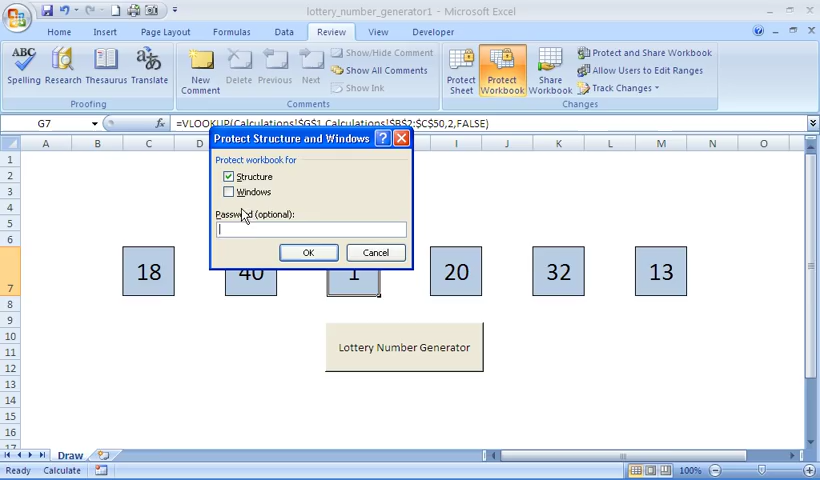 lottery_number_generator1 - Excel
Home Insert Page Layout Formulas Data Review View Developer
ABC
Spelling Research Thesaurus Translate
Proofing
New Comment Delete Previous Next
Show/Hide Comment
Show All Comments
Show Ink
Comments
Protect Sheet Protect Workbook Share Workbook
Protect and Share Workbook
Allow Users to Edit Ranges
Track Changes
Changes
G7 fx =VLOOKUP(Calculations!$G$1,Calculations!$B$2:$C$50,2,FALSE)
A B C D I J K L M N O
Protect Structure and Windows
Protect workbook for
Structure
Windows
Password (optional):
OK Cancel
1
2
3
4
5
6
7 18 40 1 20 32 13
8
9
10
11 Lottery Number Generator
12
13
14
15
16
17
Draw
Ready Calculate 100%